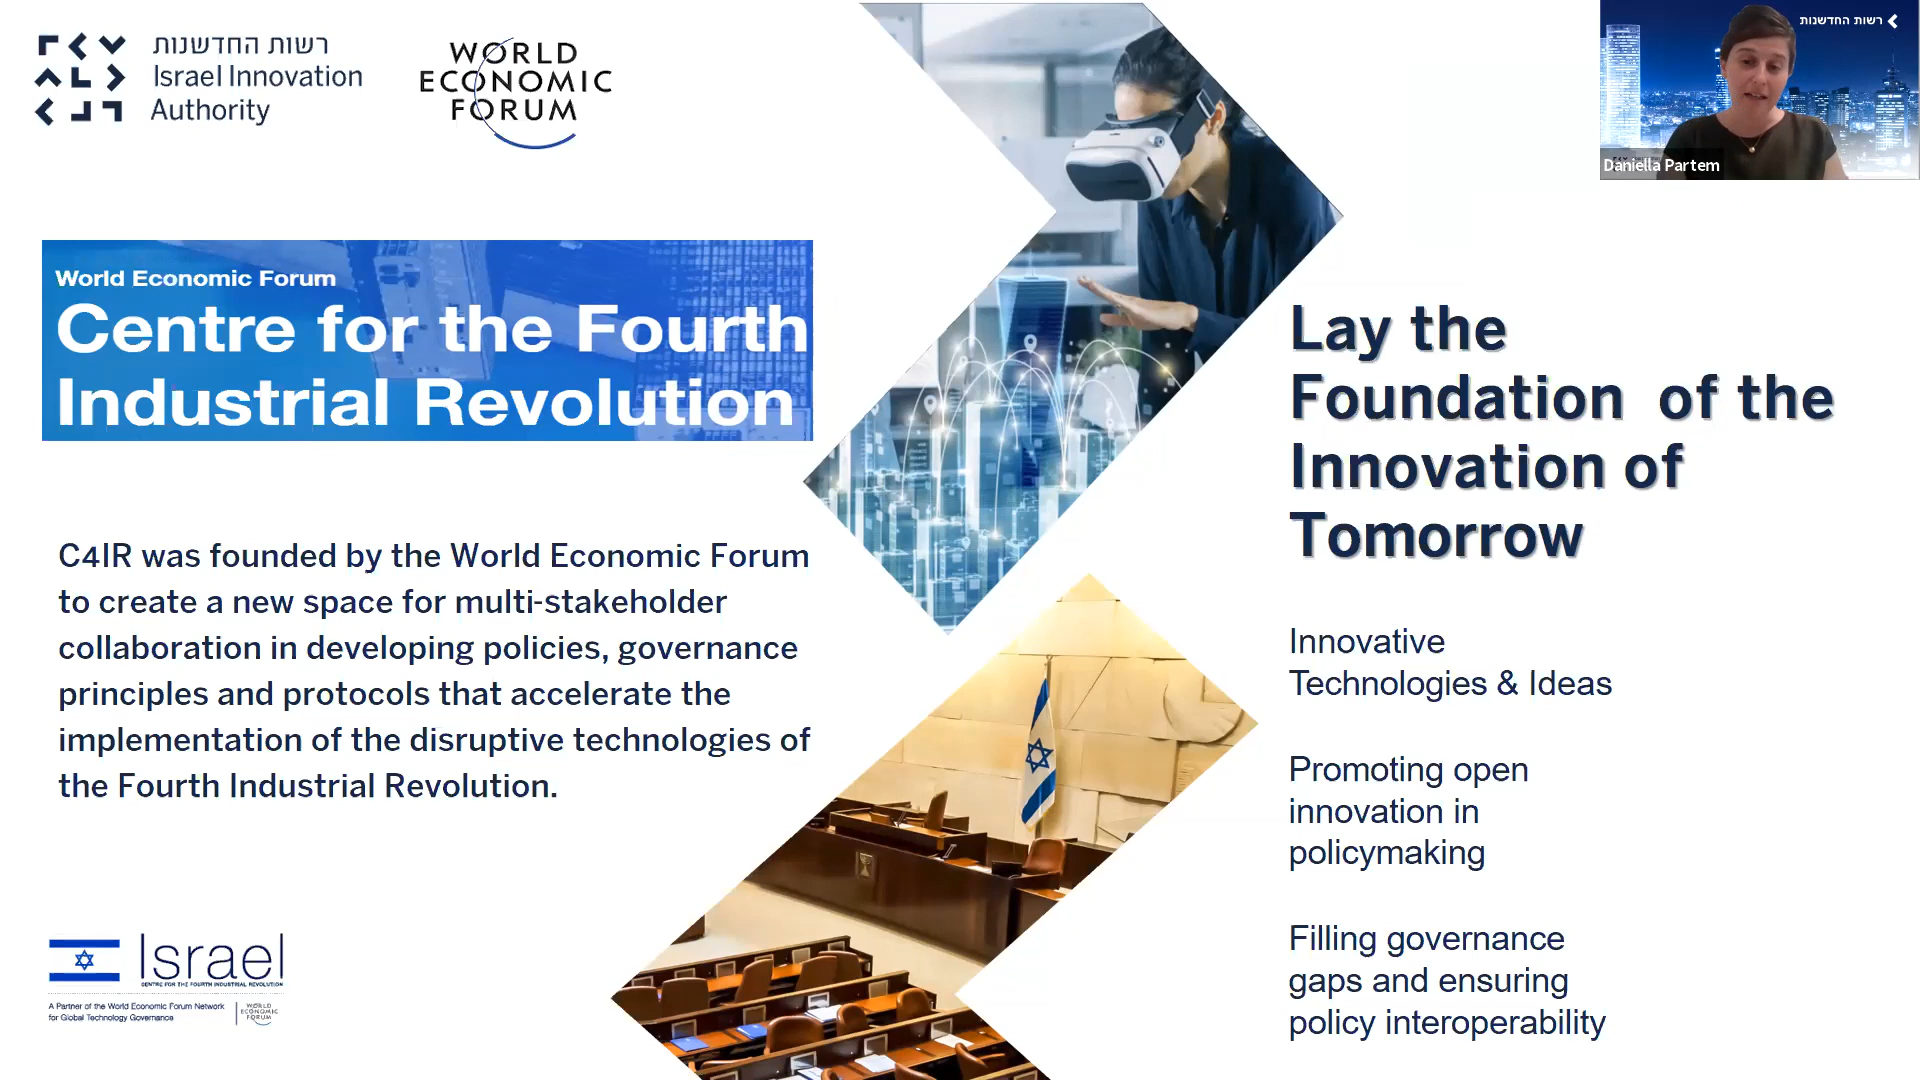 רשות החדשנות
Israel Innovation
Authority
WORLD
ECONOMIC
FORUM
רשות החדשנות
Daniella Partem
World Economic Forum
Centre for the Fourth
Industrial Revolution
C4IR was founded by the World Economic Forum
to create a new space for multi-stakeholder
collaboration in developing policies, governance
principles and protocols that accelerate the
implementation of the disruptive technologies of
the Fourth Industrial Revolution.
Lay the
Foundation of the
Innovation of
Tomorrow
Innovative
Technologies & Ideas
Promoting open
innovation in
policymaking
Filling governance
gaps and ensuring
policy interoperability
Israel
CENTRE FOR THE FOURTH INDUSTRIAL REVOLUTION
A Partner of the World Economic Forum Network
for Global Technology Governance
WORLD
ECONOMIC
FORUM